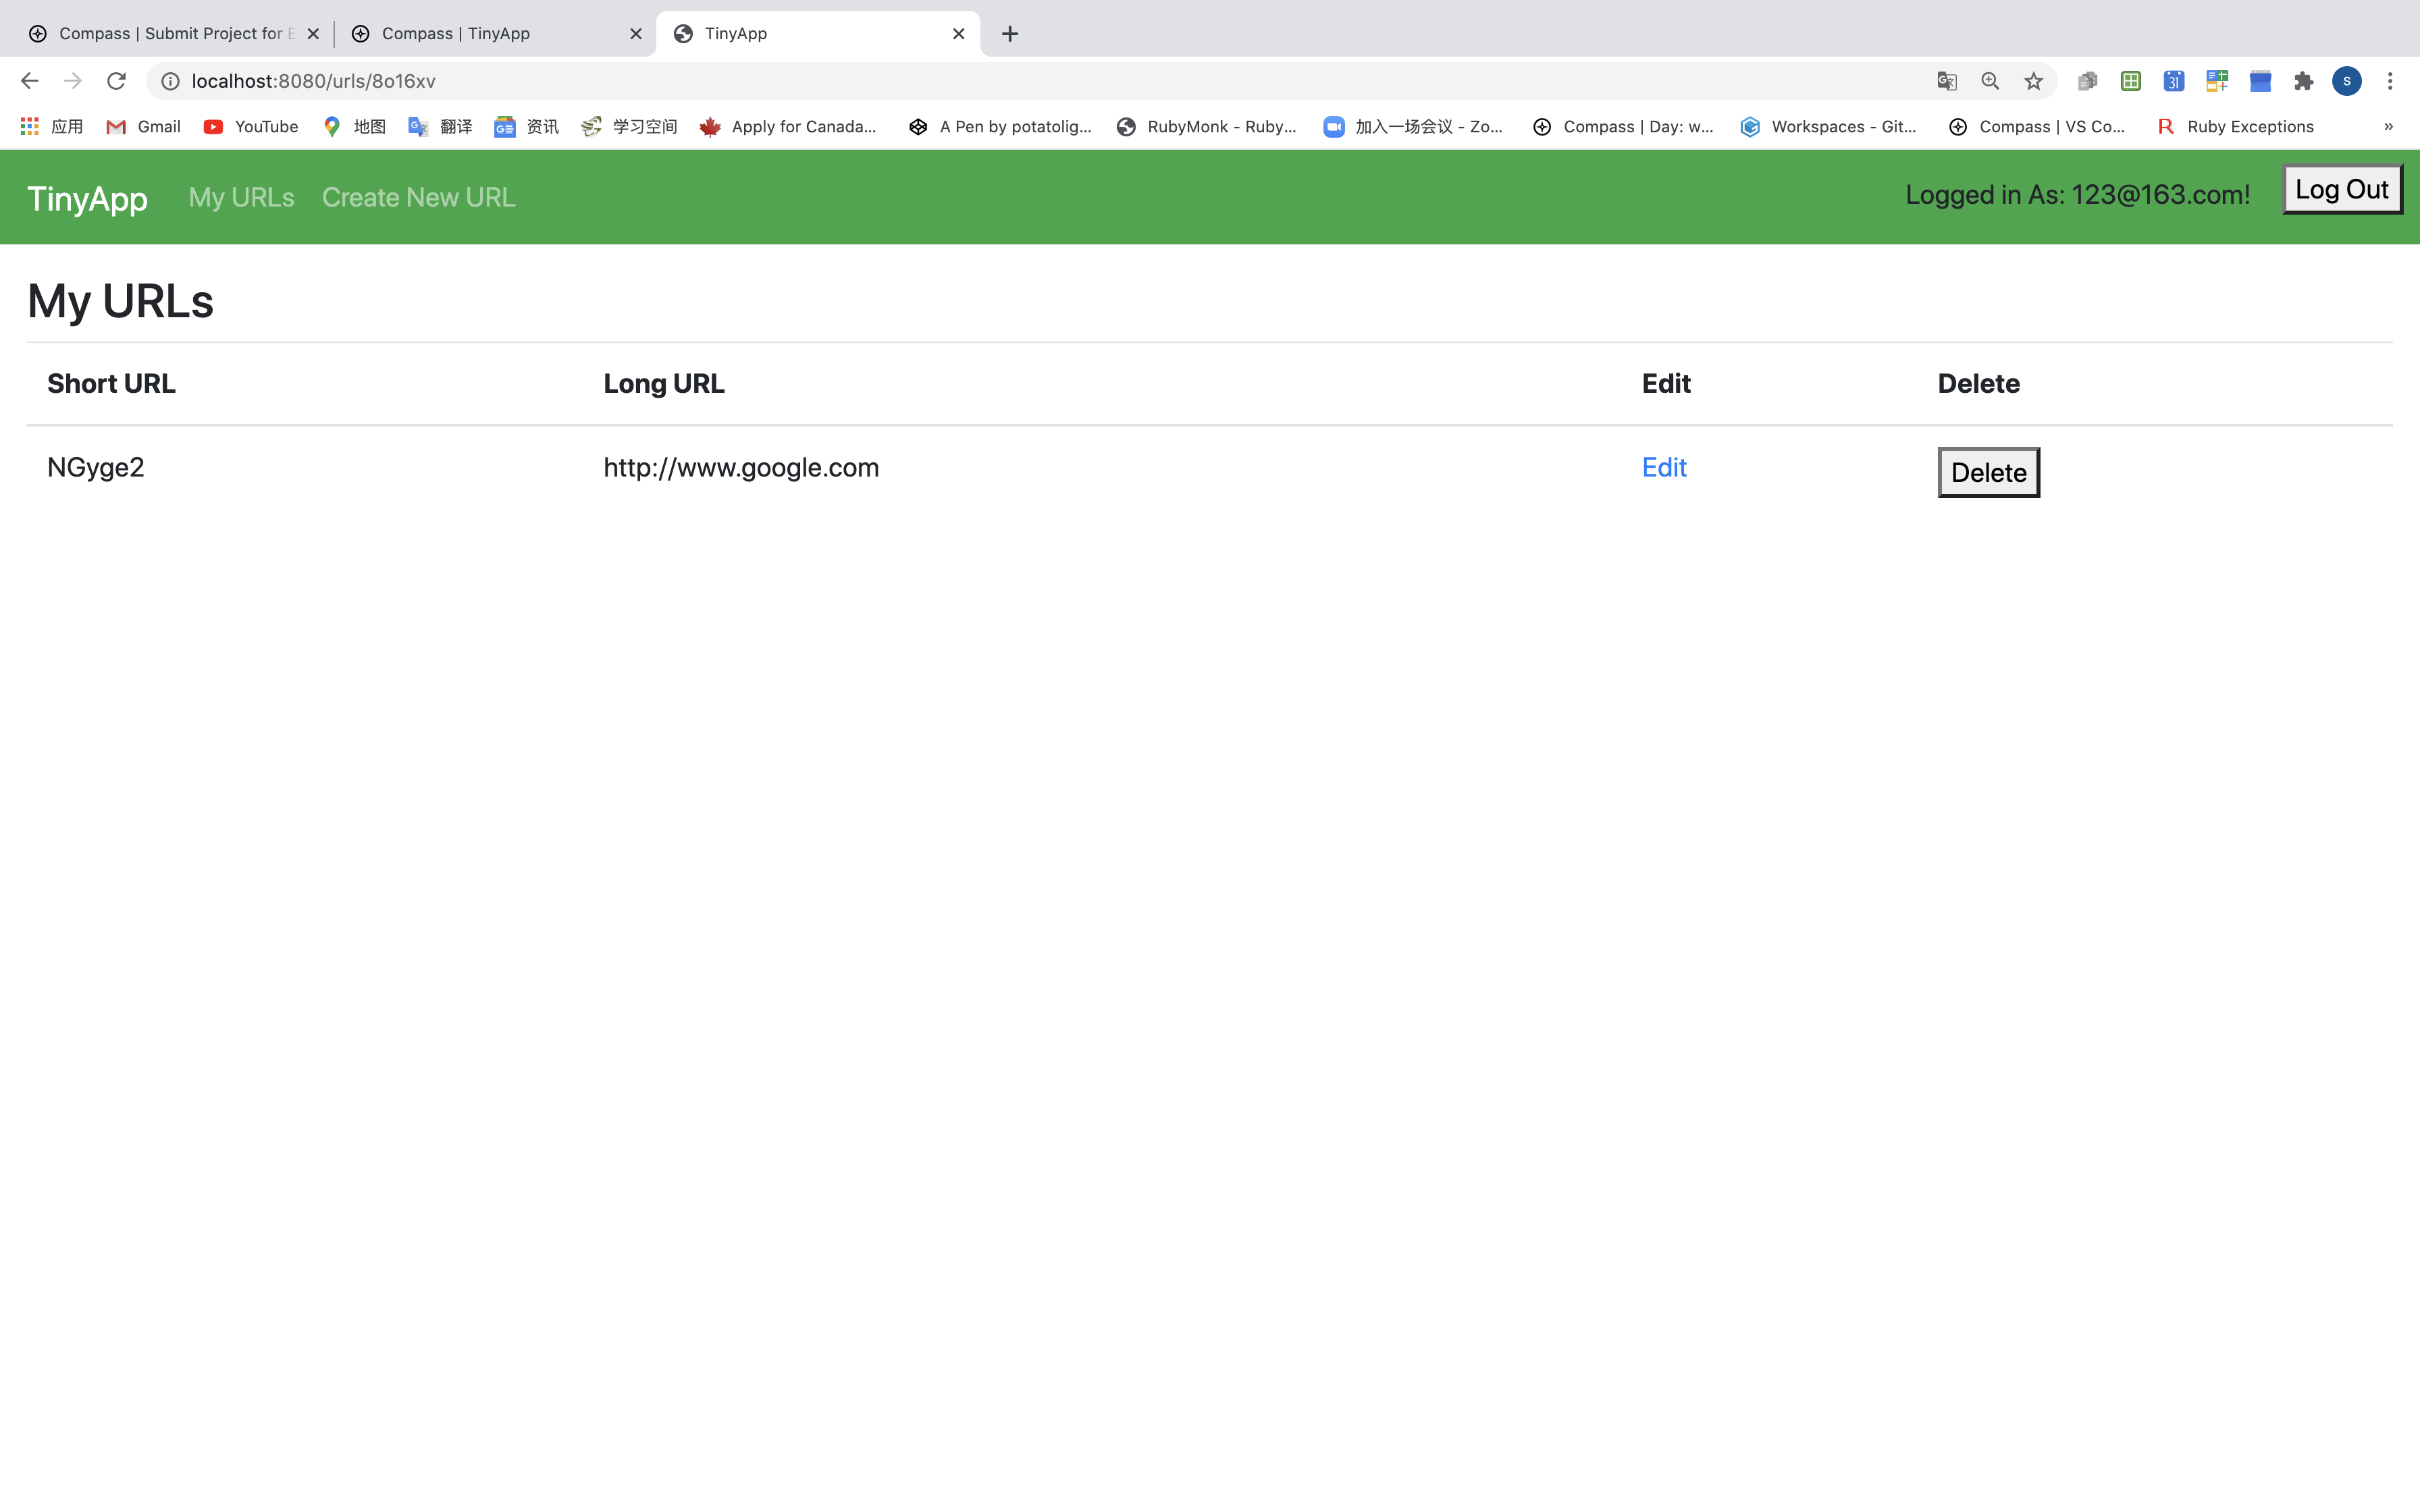 Compass | Submit Project for E
Compass | TinyApp
TinyApp
localhost:8080/urls/8o16xv
S
应用
Gmail
YouTube
地图
翻译
资讯
学习空间
Apply for Canada...
A Pen by potatolig...
RubyMonk - Ruby...
加入一场会议 - Zo...
Compass | Day: w...
Workspaces - Git...
Compass | VS Co...
Ruby Exceptions
»
TinyApp My URLs Create New URL Logged in As: 123@163.com! Log Out
My URLs
Short URL Long URL Edit Delete
NGyge2 http://www.google.com Edit Delete